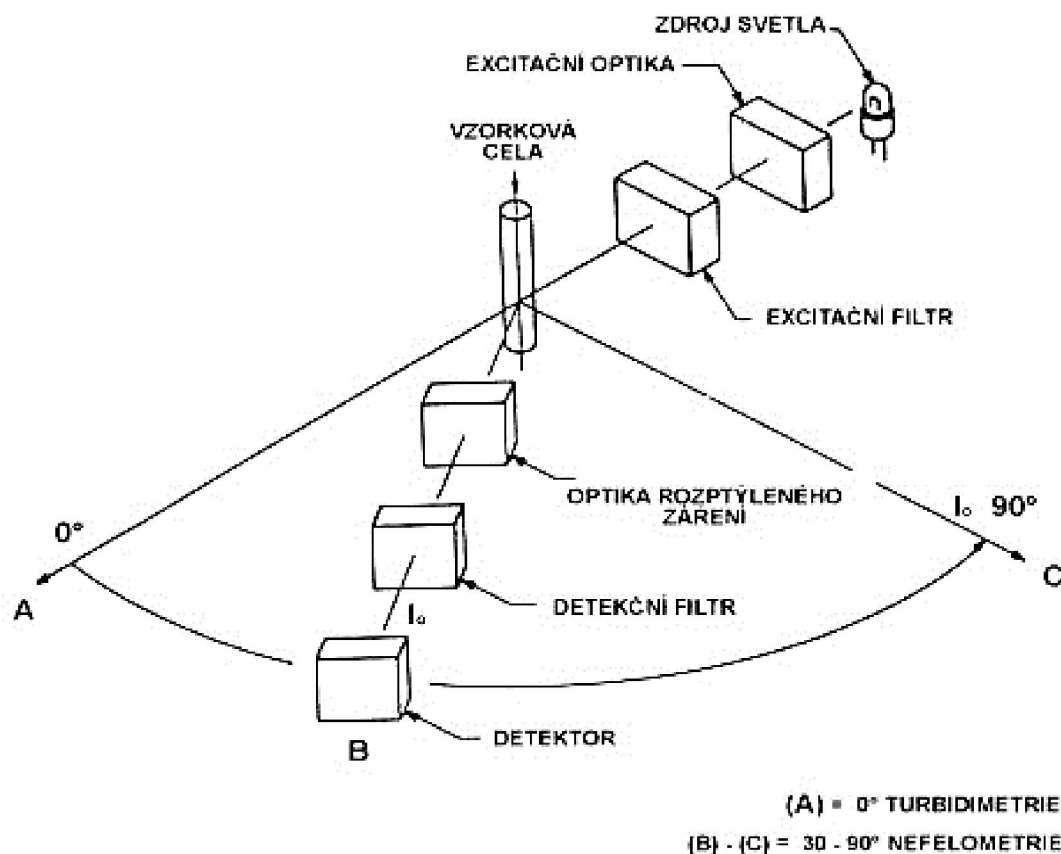 ZDROJ SVETLA
EXCITAČNÍ OPTIKA
VZORKOVÁ
CELA
EXCITAČNÍ FILTR
OPTIKA ROZPTÝLENÉHO
ZÁŘENÍ
0°
I₀ 90°
A
C
DETEKČNÍ FILTR
I₀
DETEKTOR
B
(A) = 0° TURBIDIMETRIE
(B) - (C) = 30 - 90° NEFELOMETRIE